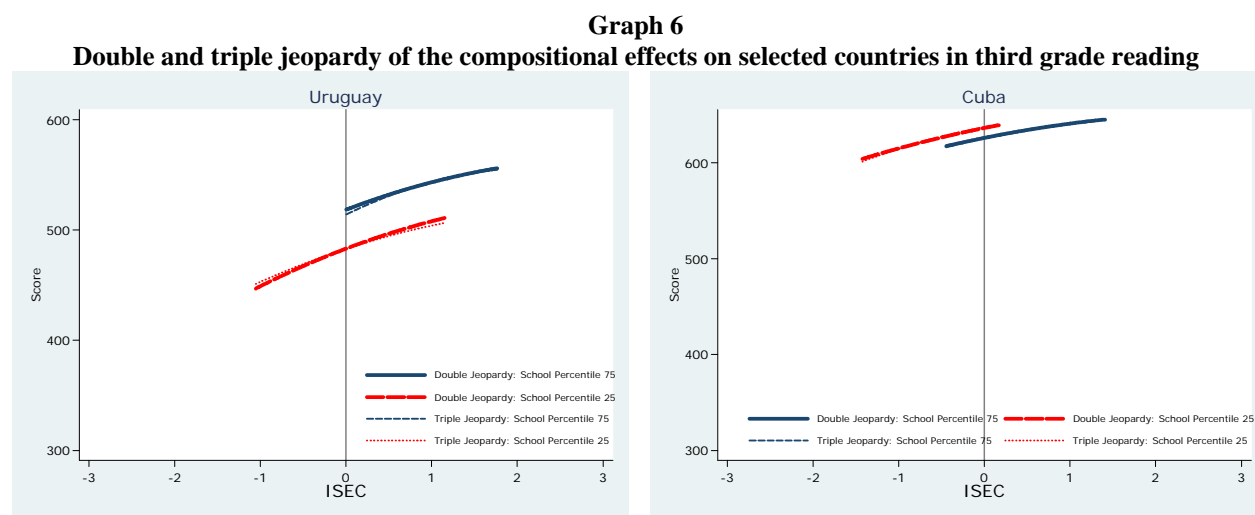 Graph 6
Double and triple jeopardy of the compositional effects on selected countries in third grade reading
Uruguay
600
500
400
300
Score
-3 -2 -1 0 1 2 3
ISEC
Double Jeopardy: School Percentile 75
Double Jeopardy: School Percentile 25
Triple Jeopardy: School Percentile 75
Triple Jeopardy: School Percentile 25
Cuba
600
500
400
300
Score
-3 -2 -1 0 1 2 3
ISEC
Double Jeopardy: School Percentile 75 Double Jeopardy: School Percentile 25
Triple Jeopardy: School Percentile 75 Triple Jeopardy: School Percentile 25